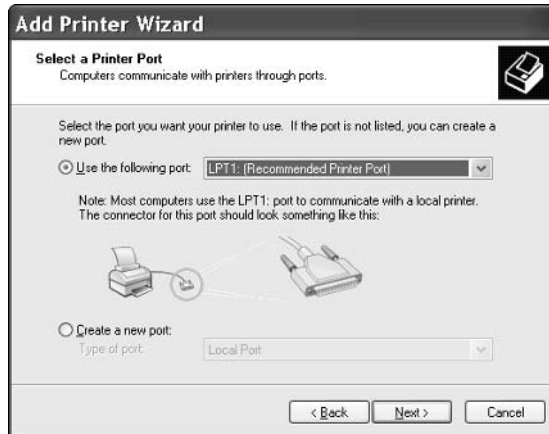 Add Printer Wizard
Select a Printer Port
Computers communicate with printers through ports.
Select the port you want your printer to use. If the port is not listed, you can create a
new port.
Use the following port: LPT1: (Recommended Printer Port)
Note: Most computers use the LPT1: port to communicate with a local printer.
The connector for this port should look something like this:
Create a new port:
Type of port: Local Port
< Back Next > Cancel